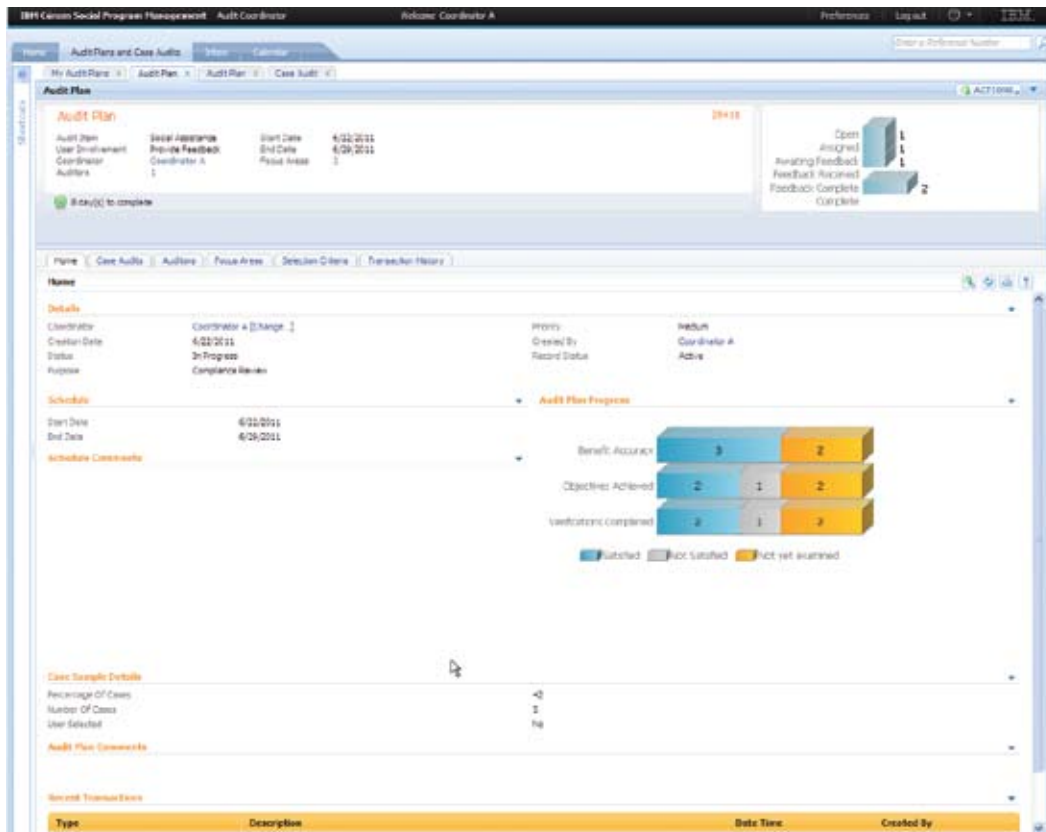 IBM Cúram Social Program Management Audit Coordinator Welcome Coordinator A Preferences Log out IBM.
Home Audit Plans and Case Audits Inbox Calendar Enter a Reference Number
My Audit Plans Audit Plan Audit Plan Case Audit
Shortcuts
Audit Plan ACTIONS
Audit Plan
Audit Item Social Assistance Start Date 6/22/2011
User Involvement Provide Feedback End Date 6/29/2011
Coordinator Coordinator A Focus Areas 3
Auditors 1
8 day(s) to complete
Open 1
Assigned 1
Awaiting Feedback 1
Feedback Received
Feedback Complete 2
Complete
Home Case Audits Auditors Focus Areas Selection Criteria Transaction History
Home
Details
Coordinator Coordinator A [Change...] Priority Medium
Creation Date 6/22/2011 Created By Coordinator A
Status In Progress Record Status Active
Purpose Compliance Review
Schedule
Start Date 6/22/2011
End Date 6/29/2011
Schedule Comments
Audit Plan Progress
Benefit Accuracy 3 2
Objectives Achieved 2 1 2
Verifications Completed 1
Satisfied Not Satisfied Not yet examined
Case Sample Details
Percentage Of Cases
Number Of Cases
User Selected No
Audit Plan Comments
Recent Transactions
Type Description Date Time Created By